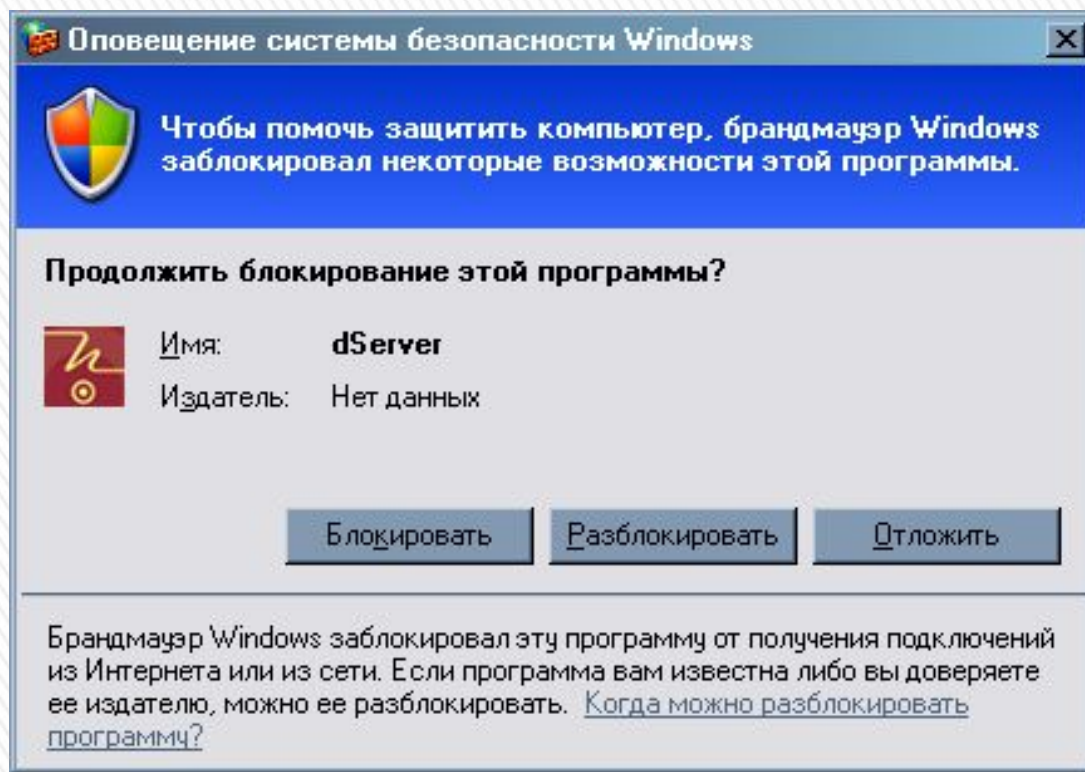 Оповещение системы безопасности Windows
Чтобы помочь защитить компьютер, брандмауэр Windows
заблокировал некоторые возможности этой программы.
Продолжить блокирование этой программы?
Имя: dServer
Издатель: Нет данных
Блокировать Разблокировать Отложить
Брандмауэр Windows заблокировал эту программу от получения подключений
из Интернета или из сети. Если программа вам известна либо вы доверяете
ее издателю, можно ее разблокировать. Когда можно разблокировать
программу?